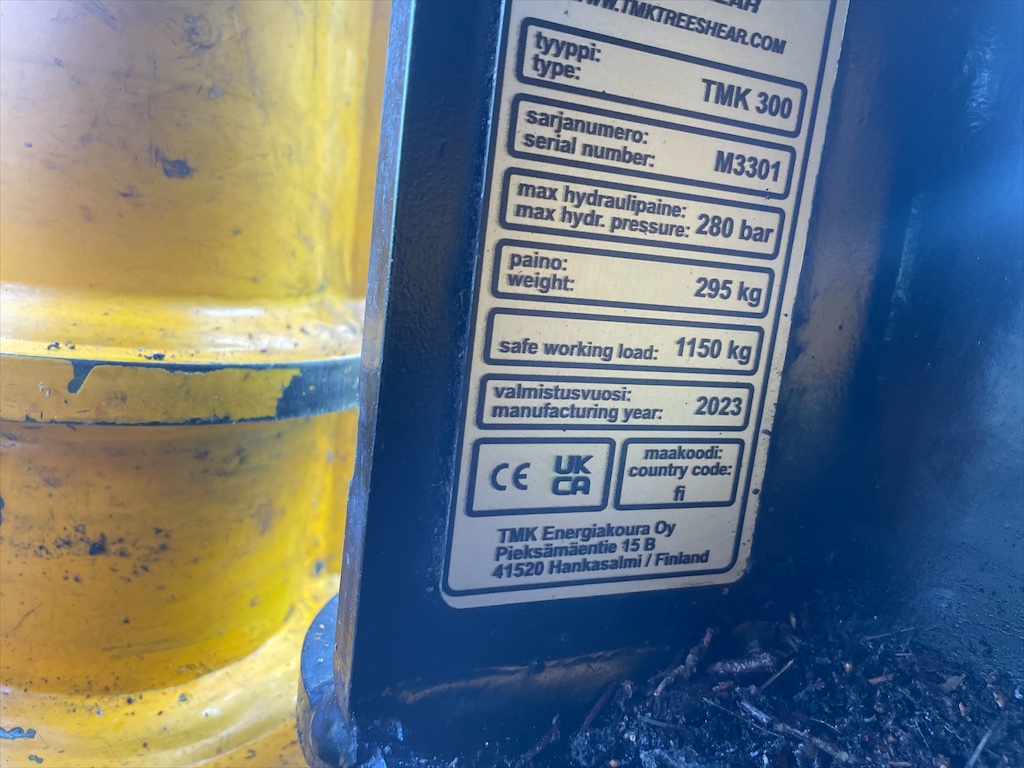 WWW.TMKTREESHEAR.COM
tyyppi:
type:
TMK 300
sarjanumero:
serial number:
M3301
max hydraulipaine:
max hydr. pressure:
280 bar
paino:
weight:
295 kg
safe working load: 1150 kg
valmistusvuosi:
manufacturing year:
2023
CE
UK
CA
maakoodi:
country code:
fi
TMK Energiakoura Oy
Pieksämäentie 15 B
41520 Hankasalmi / Finland